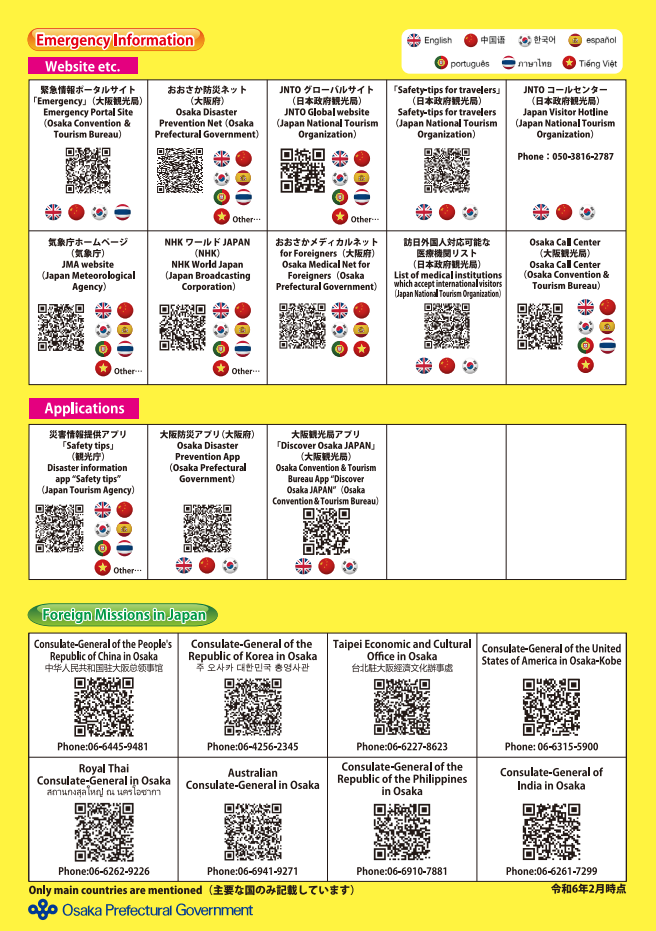 Emergency Information
English 中国语 한국어 español
português ภาษาไทย Tiếng Việt
Website etc.
緊急情報ポータルサイト
「Emergency」（大阪観光局）
Emergency Portal Site
(Osaka Convention &
Tourism Bureau)
おおさか防災ネット
（大阪府）
Osaka Disaster
Prevention Net (Osaka
Prefectural Government)
Other…
JNTO グローバルサイト
（日本政府観光局）
JNTO Global website
(Japan National Tourism
Organization)
Other…
「Safety-tips for travelers」
（日本政府観光局）
Safety-tips for travelers
(Japan National Tourism
Organization)
JNTO コールセンター
（日本政府観光局）
Japan Visitor Hotline
(Japan National Tourism
Organization)
Phone：050-3816-2787
気象庁ホームページ
（気象庁）
JMA website
(Japan Meteorological
Agency)
Other…
NHK ワールド JAPAN
（NHK）
NHK World Japan
(Japan Broadcasting
Corporation)
Other…
おおさかメディカルネット
for Foreigners（大阪府）
Osaka Medical Net for
Foreigners (Osaka
Prefectural Government)
訪日外国人対応可能な
医療機関リスト
（日本政府観光局）
List of medical institutions
which accept international visitors
(Japan National Tourism Organization)
Osaka Call Center
（大阪観光局）
Osaka Call Center
(Osaka Convention &
Tourism Bureau)
Applications
災害情報提供アプリ
「Safety tips」
（観光庁）
Disaster information
app “Safety tips”
(Japan Tourism Agency)
Other…
大阪防災アプリ（大阪府）
Osaka Disaster
Prevention App
(Osaka Prefectural
Government)
大阪観光局アプリ
「Discover Osaka JAPAN」
（大阪観光局）
Osaka Convention & Tourism
Bureau App “Discover
Osaka JAPAN” (Osaka
Convention & Tourism Bureau)
Foreign Missions in Japan
Consulate-General of the People's
Republic of China in Osaka
中华人民共和国驻大阪总领事馆
Phone:06-6445-9481
Consulate-General of the
Republic of Korea in Osaka
주 오사카 대한민국 총영사관
Phone:06-4256-2345
Taipei Economic and Cultural
Office in Osaka
台北駐大阪經濟文化辦事處
Phone:06-6227-8623
Consulate-General of the United
States of America in Osaka-Kobe
Phone: 06-6315-5900
Royal Thai
Consulate-General in Osaka
สถานกงสุลใหญ่ ณ นครโอซากา
Phone:06-6262-9226
Australian
Consulate-General in Osaka
Phone:06-6941-9271
Consulate-General of the
Republic of the Philippines
in Osaka
Phone:06-6910-7881
Consulate-General of
India in Osaka
Phone:06-6261-7299
Only main countries are mentioned（主要な国のみ記載しています）
令和6年2月時点
Osaka Prefectural Government